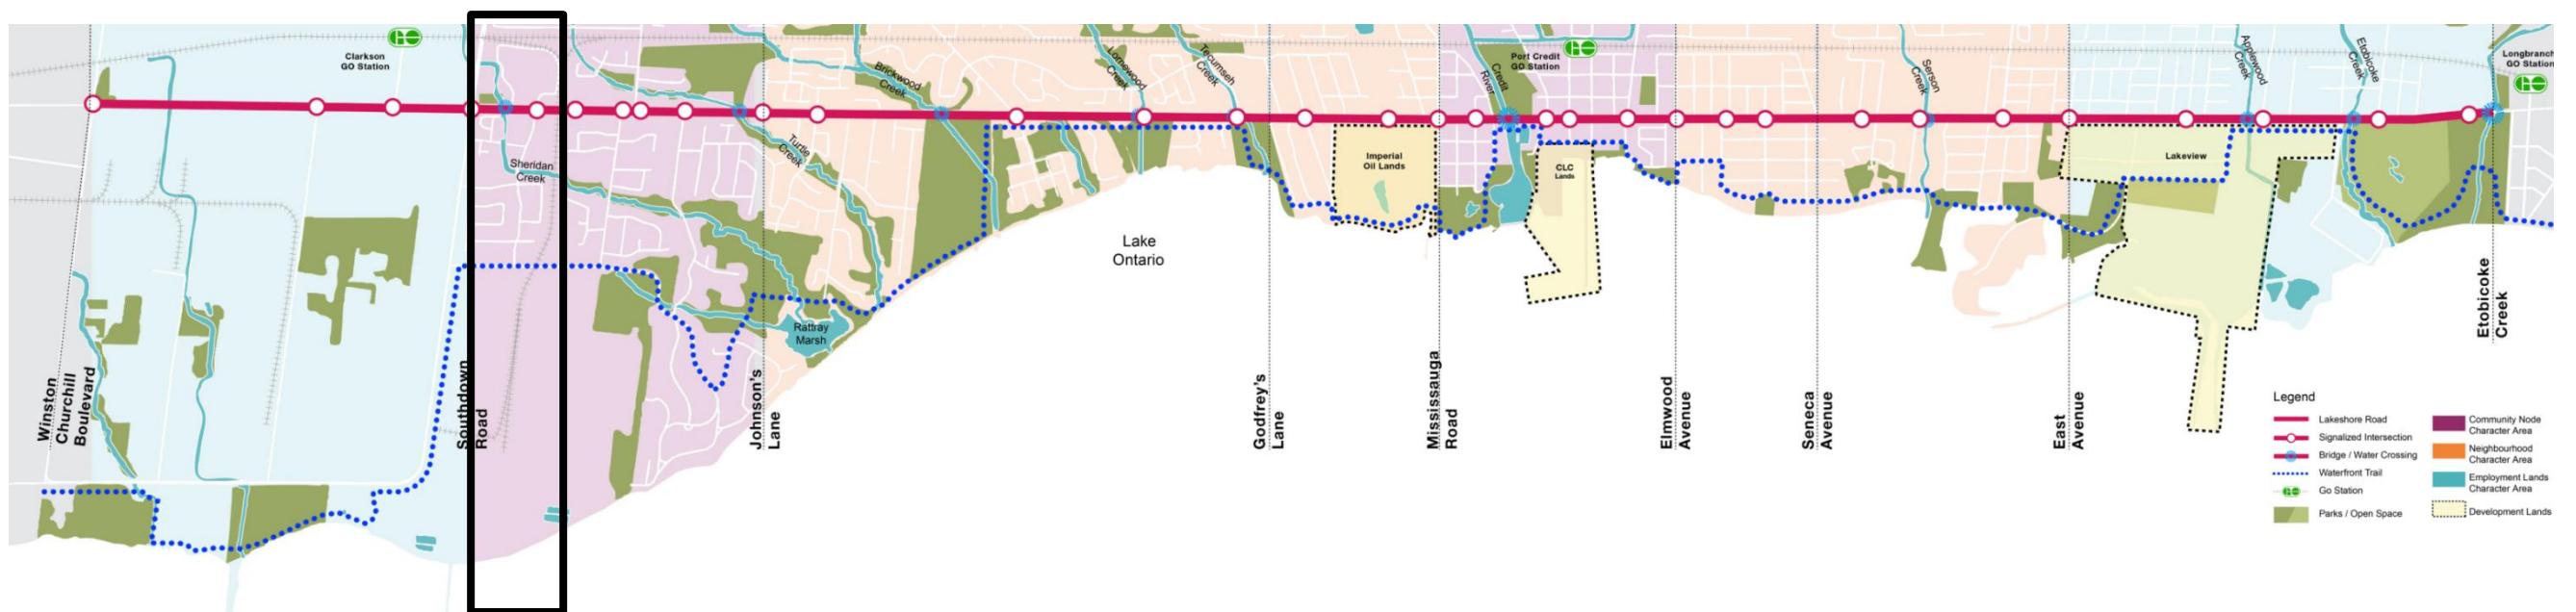 Clarkson
GO Station
Sheridan
Creek
Turtle
Creek
Brickwood
Creek
Lornewood
Creek
Tecumseh
Creek
Rattray
Marsh
Lake
Ontario
Imperial
Oil Lands
Credit
River
Port Credit
GO Station
CLC
Lands
Serson
Creek
Applewood
Creek
Etobicoke
Creek
Lakeview
Longbranch
GO Station
Winston
Churchill
Boulevard
Southdown
Road
Johnson's
Lane
Godfrey's
Lane
Mississauga
Road
Elmwood
Avenue
Seneca
Avenue
East
Avenue
Etobicoke
Creek
Legend
Lakeshore Road
Signalized Intersection
Bridge / Water Crossing
Waterfront Trail
Go Station
Parks / Open Space
Community Node
Character Area
Neighbourhood
Character Area
Employment Lands
Character Area
Development Lands